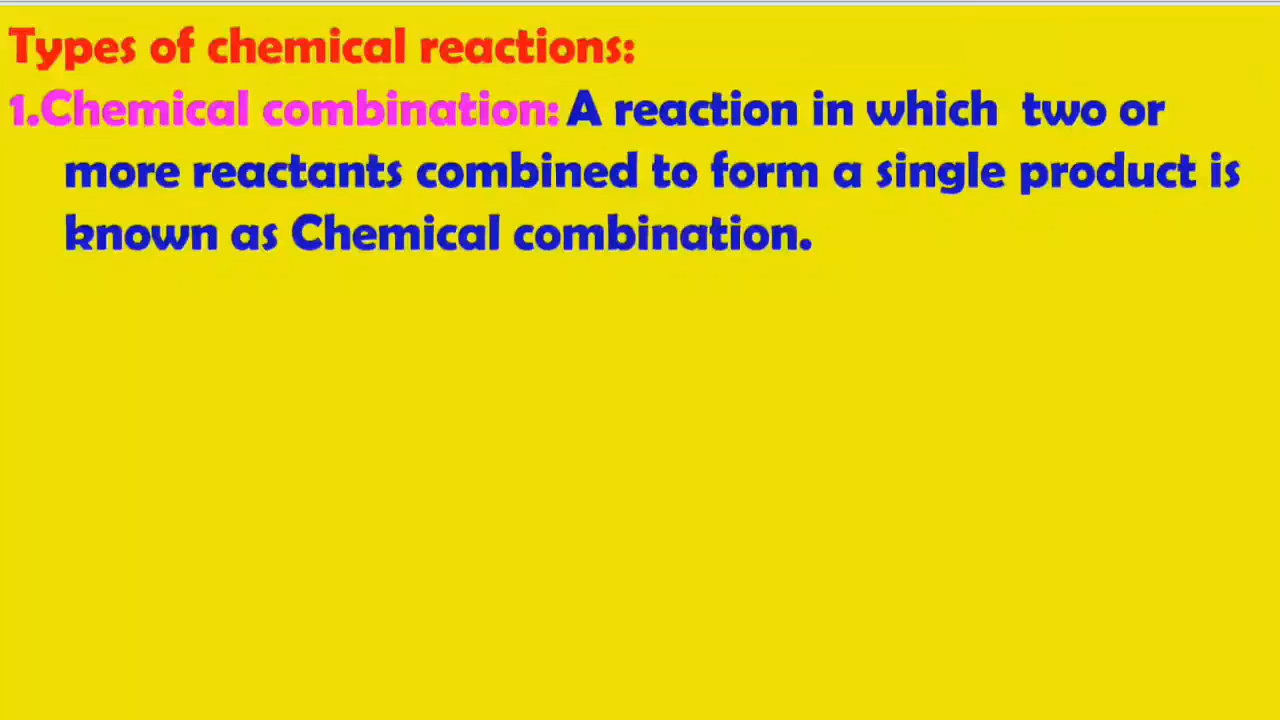 Types of chemical reactions:
1.Chemical combination: A reaction in which two or
more reactants combined to form a single product is
known as Chemical combination.